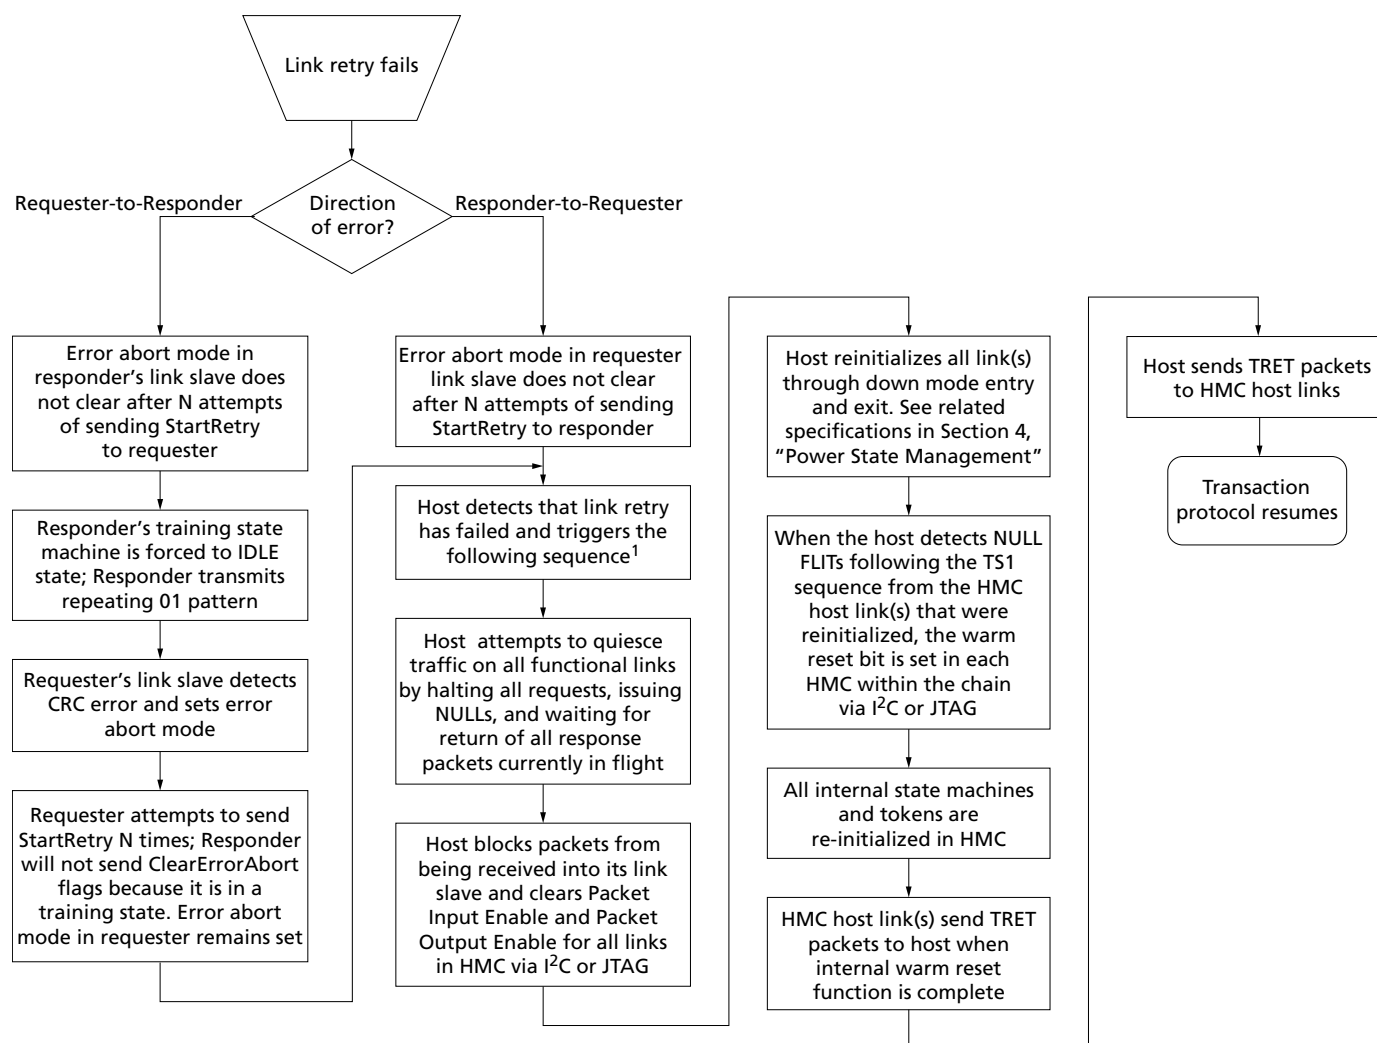 Link retry fails
Requester-to-Responder
Direction
of error?
Responder-to-Requester
Error abort mode in
responder's link slave does
not clear after N attempts
of sending StartRetry
to requester
Responder's training state
machine is forced to IDLE
state; Responder transmits
repeating 01 pattern
Requester's link slave detects
CRC error and sets error
abort mode
Requester attempts to send
StartRetry N times; Responder
will not send ClearErrorAbort
flags because it is in a
training state. Error abort
mode in requester remains set
Error abort mode in requester
link slave does not clear
after N attempts of sending
StartRetry to responder
Host detects that link retry
has failed and triggers the
following sequence¹
Host attempts to quiesce
traffic on all functional links
by halting all requests, issuing
NULLs, and waiting for
return of all response
packets currently in flight
Host blocks packets from
being received into its link
slave and clears Packet
Input Enable and Packet
Output Enable for all links
in HMC via I²C or JTAG
Host reinitializes all link(s)
through down mode entry
and exit. See related
specifications in Section 4,
“Power State Management”
When the host detects NULL
FLITs following the TS1
sequence from the HMC
host link(s) that were
reinitialized, the warm
reset bit is set in each
HMC within the chain
via I²C or JTAG
All internal state machines
and tokens are
re-initialized in HMC
HMC host link(s) send TRET
packets to host when
internal warm reset
function is complete
Host sends TRET packets
to HMC host links
Transaction
protocol resumes